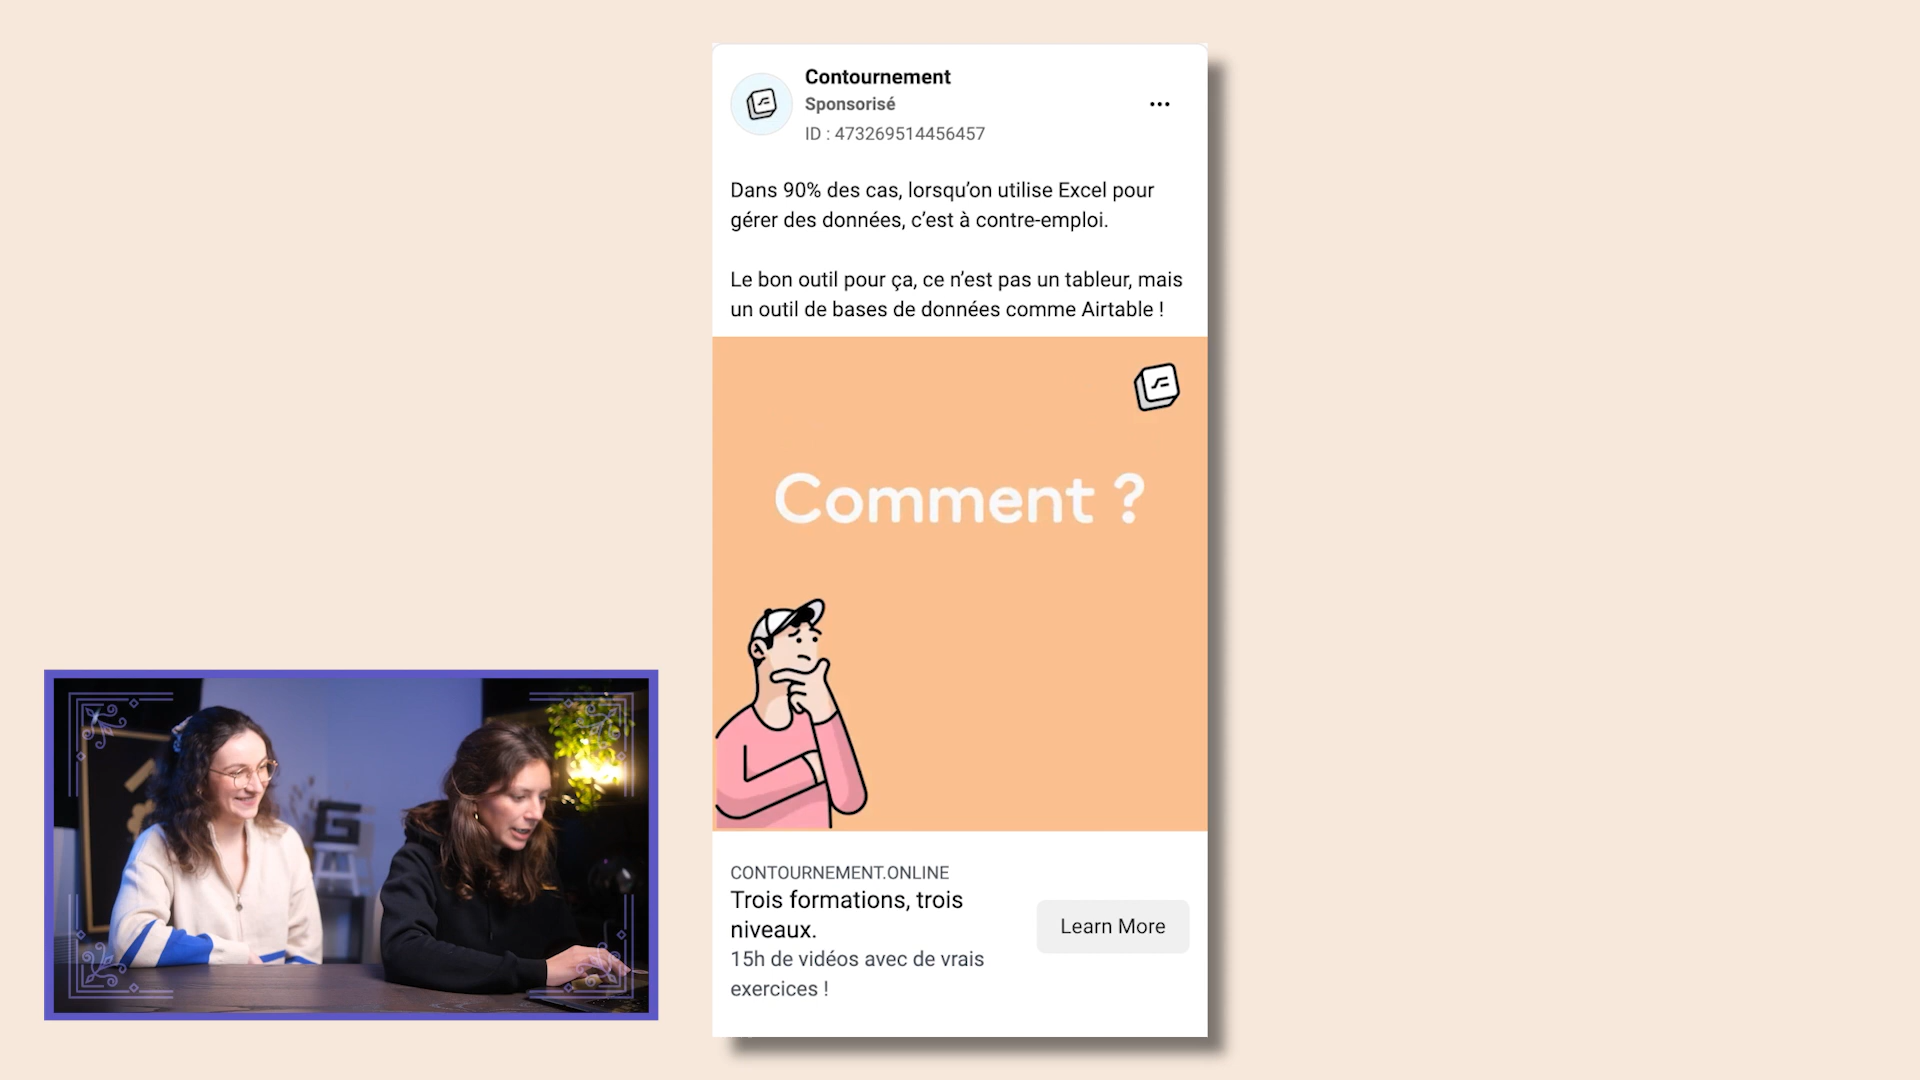 Contournement
Sponsorisé
ID : 473269514456457
Dans 90% des cas, lorsqu’on utilise Excel pour
gérer des données, c’est à contre-emploi.
Le bon outil pour ça, ce n’est pas un tableur, mais
un outil de bases de données comme Airtable !
Comment ?
CONTOURNEMENT.ONLINE
Trois formations, trois
niveaux.
15h de vidéos avec de vrais
exercices !
Learn More